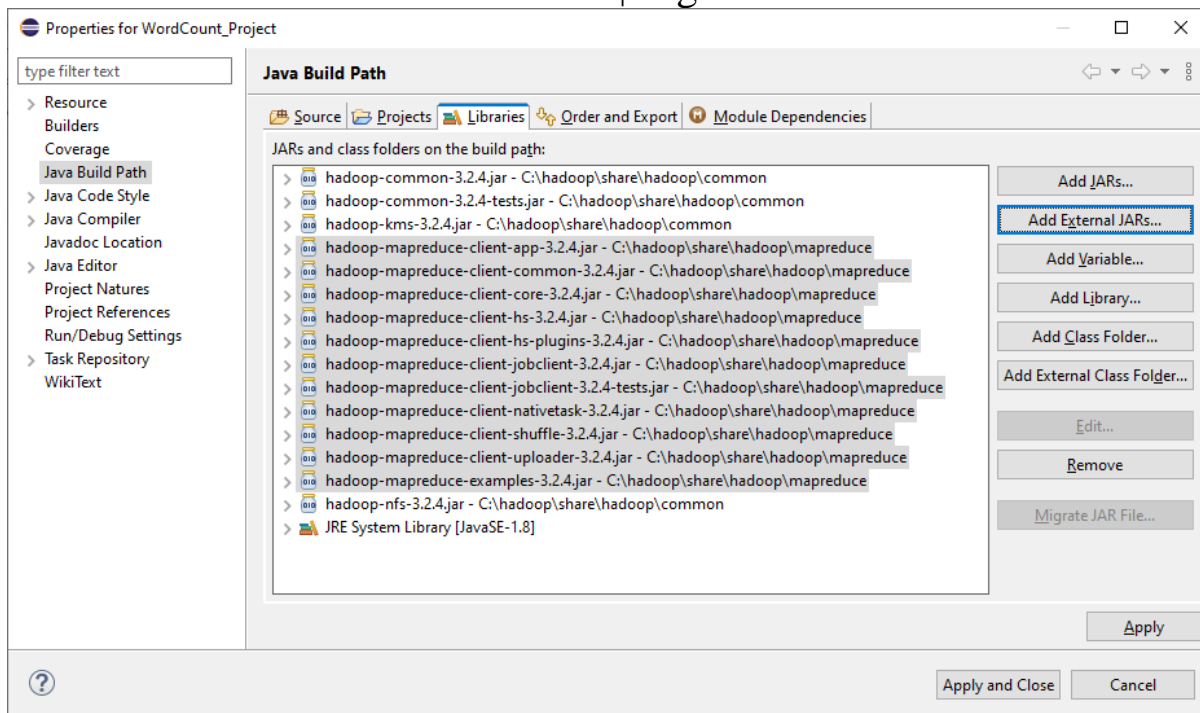 Properties for WordCount_Project
type filter text
Resource
Builders
Coverage
Java Build Path
Java Code Style
Java Compiler
Javadoc Location
Java Editor
Project Natures
Project References
Run/Debug Settings
Task Repository
WikiText
Java Build Path
Source Projects Libraries Order and Export Module Dependencies
JARs and class folders on the build path:
hadoop-common-3.2.4.jar - C:\hadoop\share\hadoop\common
hadoop-common-3.2.4-tests.jar - C:\hadoop\share\hadoop\common
hadoop-kms-3.2.4.jar - C:\hadoop\share\hadoop\common
hadoop-mapreduce-client-app-3.2.4.jar - C:\hadoop\share\hadoop\mapreduce
hadoop-mapreduce-client-common-3.2.4.jar - C:\hadoop\share\hadoop\mapreduce
hadoop-mapreduce-client-core-3.2.4.jar - C:\hadoop\share\hadoop\mapreduce
hadoop-mapreduce-client-hs-3.2.4.jar - C:\hadoop\share\hadoop\mapreduce
hadoop-mapreduce-client-hs-plugins-3.2.4.jar - C:\hadoop\share\hadoop\mapreduce
hadoop-mapreduce-client-jobclient-3.2.4.jar - C:\hadoop\share\hadoop\mapreduce
hadoop-mapreduce-client-jobclient-3.2.4-tests.jar - C:\hadoop\share\hadoop\mapreduce
hadoop-mapreduce-client-nativetask-3.2.4.jar - C:\hadoop\share\hadoop\mapreduce
hadoop-mapreduce-client-shuffle-3.2.4.jar - C:\hadoop\share\hadoop\mapreduce
hadoop-mapreduce-client-uploader-3.2.4.jar - C:\hadoop\share\hadoop\mapreduce
hadoop-mapreduce-examples-3.2.4.jar - C:\hadoop\share\hadoop\mapreduce
hadoop-nfs-3.2.4.jar - C:\hadoop\share\hadoop\common
JRE System Library [JavaSE-1.8]
Add JARs...
Add External JARs...
Add Variable...
Add Library...
Add Class Folder...
Add External Class Folder...
Edit...
Remove
Migrate JAR File...
Apply
Apply and Close
Cancel